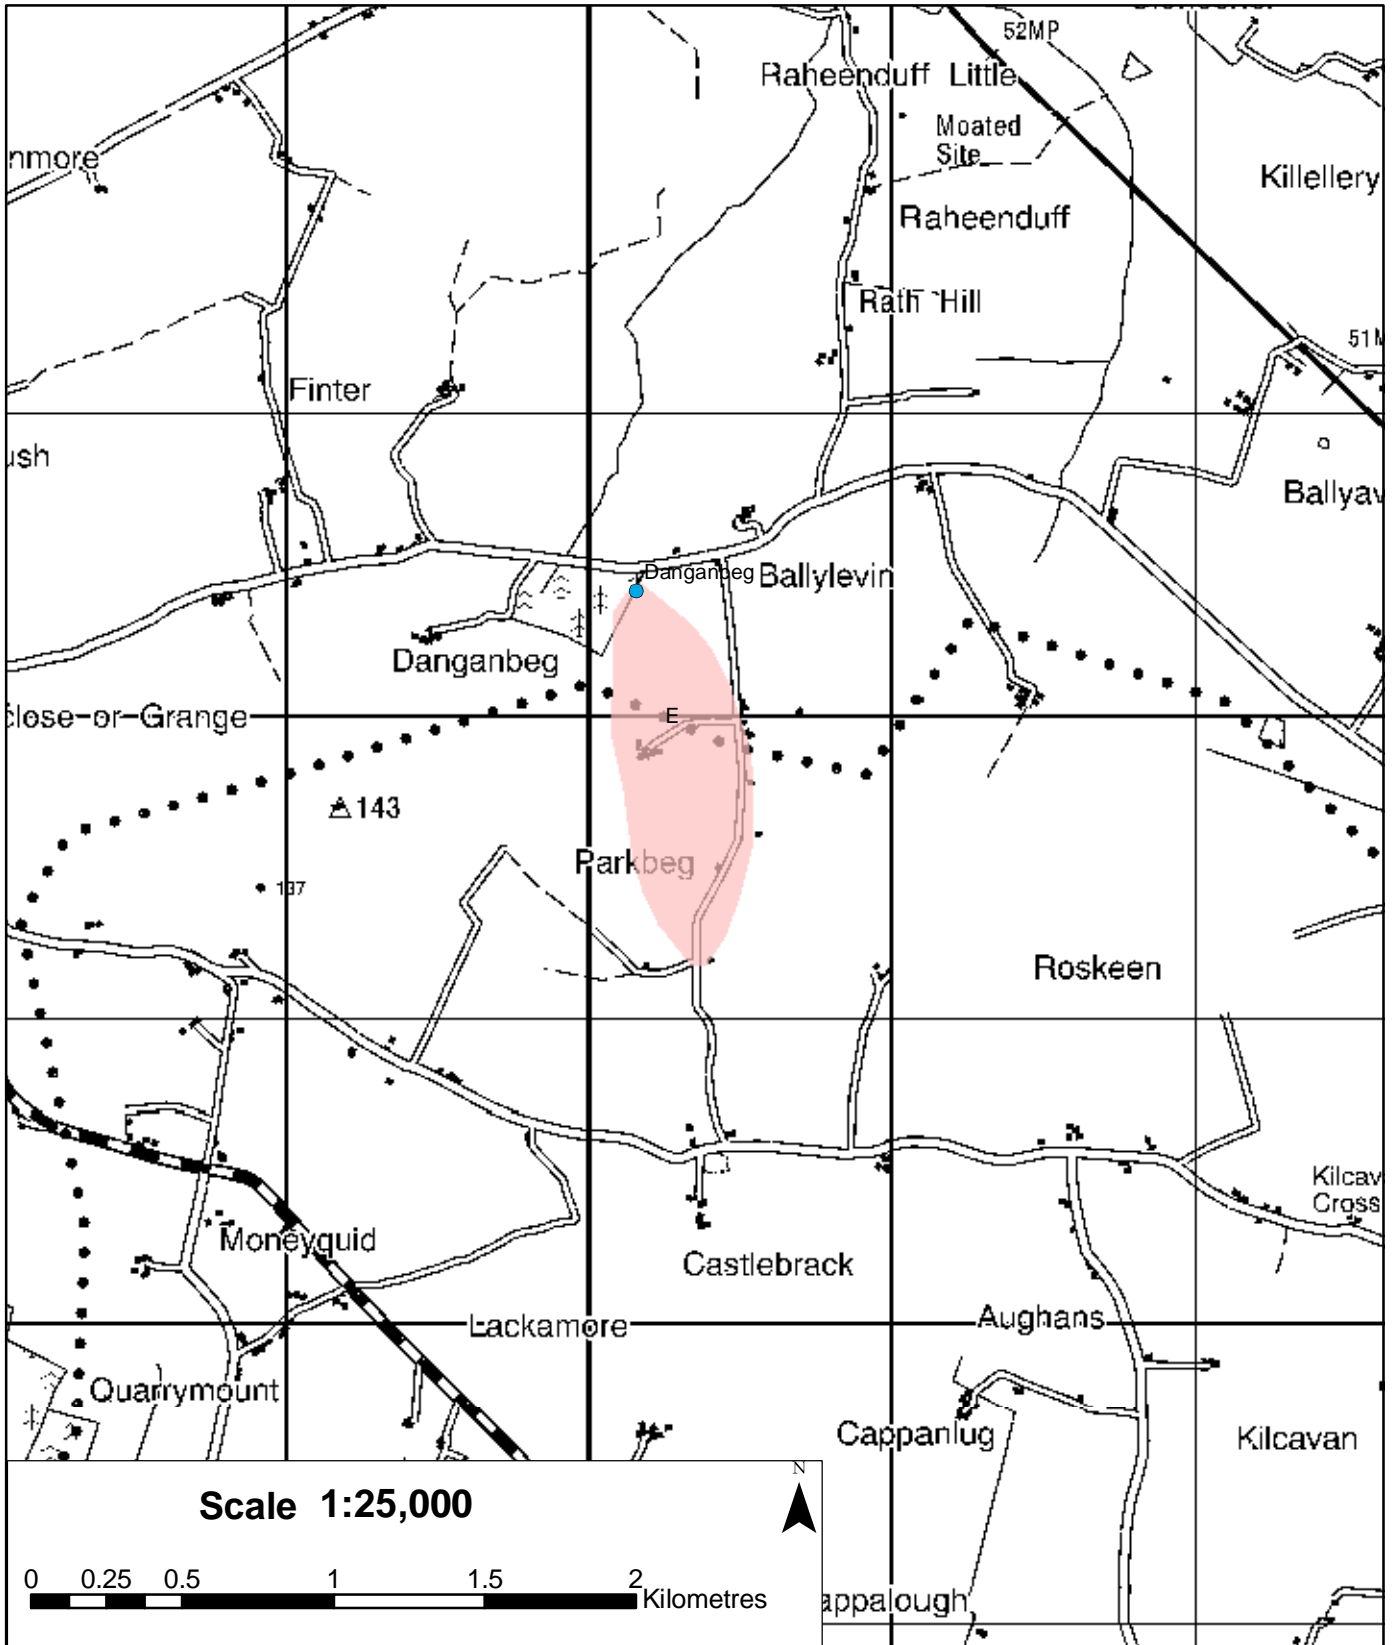 52MP
Raheenduff Little
Moated
Site
nmore
Killellery
Raheenduff
Rath Hill
51M
Finter
ush
Ballyav
Danganbeg
Ballylevin
Danganbeg
E
close or Grange
143
Parkbeg
137
Roskeen
Kilcav
Cross
Moneyquid
Castlebrack
Aughans
Lackamore
Quarrymount
Cappanlug
Kilcavan
N
Scale 1:25,000
0 0.25 0.5 1 1.5 2
Kilometres
appalough